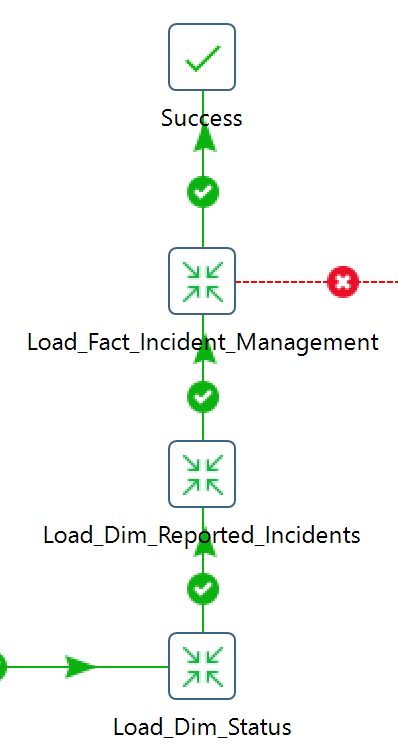 Success
Load_Fact_Incident_Management
Load_Dim_Reported_Incidents
Load_Dim_Status